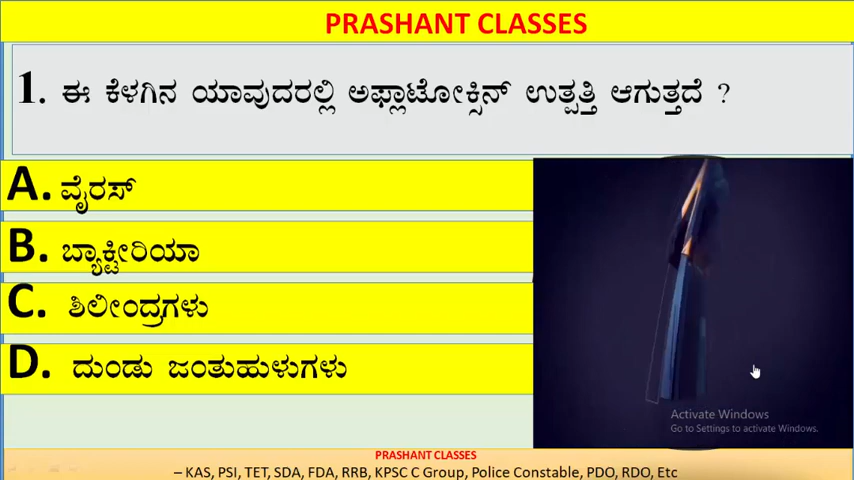 PRASHANT CLASSES
1. ಈ ಕೆಳಗಿನ ಯಾವುದರಲ್ಲಿ ಅಫ್ಲಾಟೋಕ್ಸಿನ್ ಉತ್ಪತ್ತಿ ಆಗುತ್ತದೆ ?
A. ವೈರಸ್
B. ಬ್ಯಾಕ್ಟೀರಿಯಾ
C. ಶಿಲೀಂದ್ರಗಳು
D. ದುಂಡು ಜಂತುಹುಳುಗಳು
Activate Windows
Go to Settings to activate Windows.
PRASHANT CLASSES
– KAS, PSI, TET, SDA, FDA, RRB, KPSC C Group, Police Constable, PDO, RDO, Etc